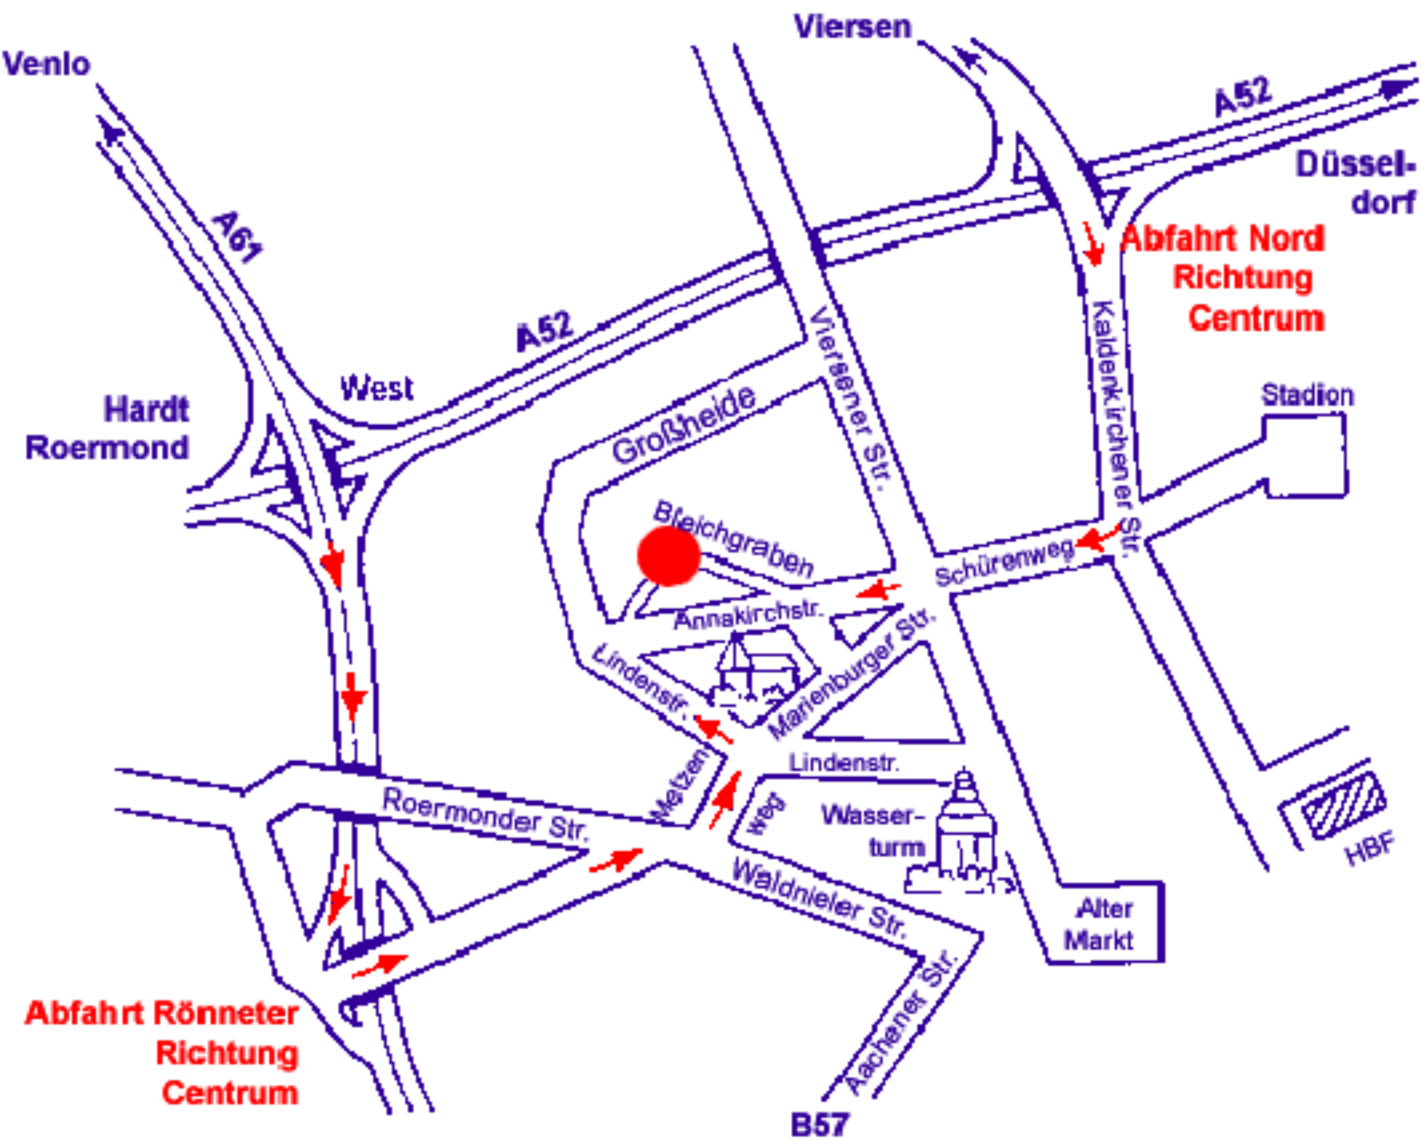 Viersen
Venlo
A52
Düssel-
dorf
A61
Abfahrt Nord
Richtung
Centrum
A52
West
Hardt
Roermond
Viersener Str.
Kaldenkirchener Str.
Stadion
Großheide
Bleichgraben
Schürenweg
Annakirchstr.
Lindenstr.
Marienburger Str.
Metzen
weg
Lindenstr.
Roermonder Str.
Wasser-
turm
HBF
Waldnieler Str.
Alter
Markt
Aachener Str.
Abfahrt Rönneter
Richtung
Centrum
B57